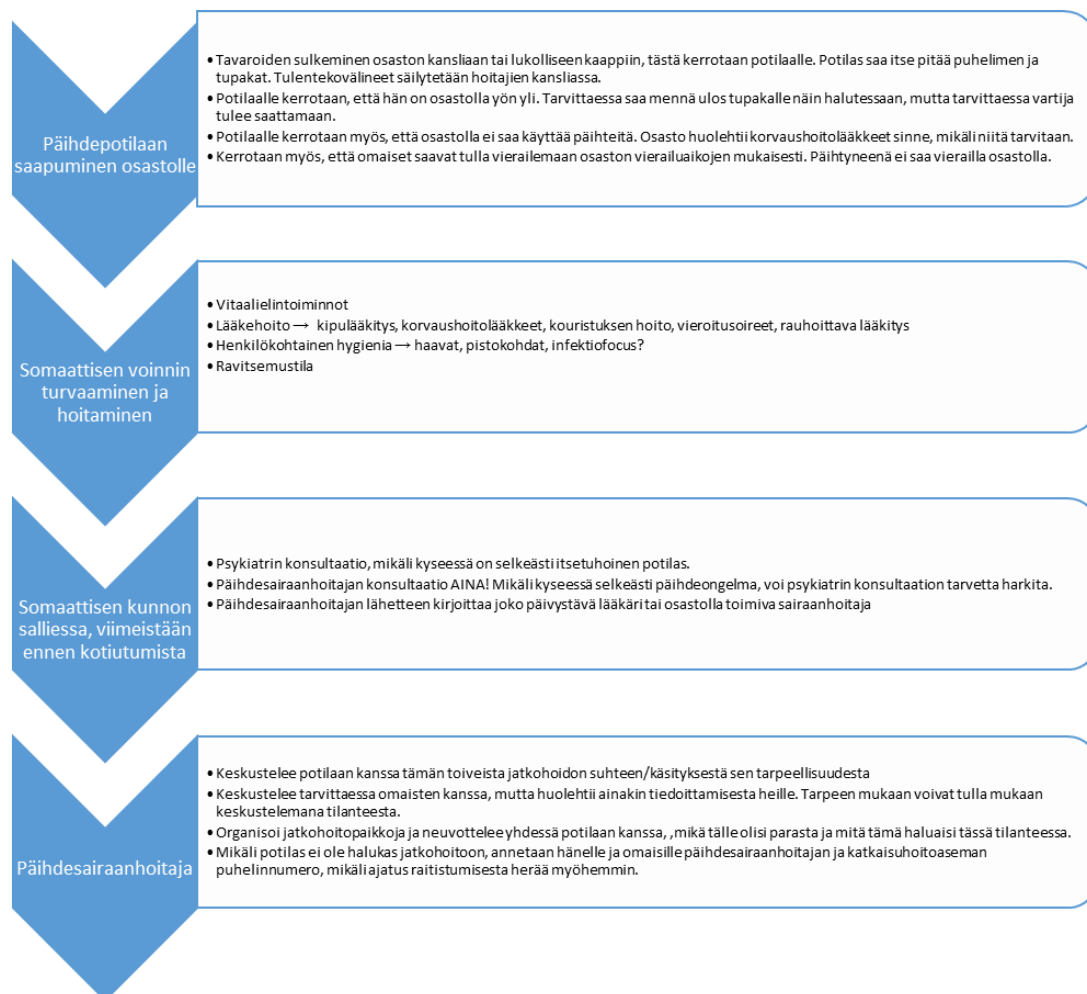 Päihdepotilaan
saapuminen osastolle
• Tavaroiden sulkeminen osaston kansliaan tai lukolliseen kaappiin, tästä kerrotaan potilaalle. Potilas saa itse pitää puhelimen ja
tupakat. Tulentekovälineet säilytetään hoitajien kansliassa.
• Potilaalle kerrotaan, että hän on osastolla yön yli. Tarvittaessa saa mennä ulos tupakalle näin halutessaan, mutta tarvittaessa vartija
tulee saattamaan.
• Potilaalle kerrotaan myös, että osastolla ei saa käyttää päihteitä. Osasto huolehtii korvaushoitolääkkeet sinne, mikäli niitä tarvitaan.
• Kerrotaan myös, että omaiset saavat tulla vierailemaan osaston vierailuaikojen mukaisesti. Päihtyneenä ei saa vierailla osastolla.
Somaattisen voinnin
turvaaminen ja
hoitaminen
• Vitaalielintoiminnot
• Lääkehoito → kipulääkitys, korvaushoitolääkkeet, kouristuksen hoito, vieroitusoireet, rauhoittava lääkitys
• Henkilökohtainen hygienia → haavat, pistokohdat, infektiofocus?
• Ravitsemustila
Somaattisen kunnon
salliessa, viimeistään
ennen kotiutumista
• Psykiatrin konsultaatio, mikäli kyseessä on selkeästi itsetuhoinen potilas.
• Päihdesairaanhoitajan konsultaatio AINA! Mikäli kyseessä selkeästi päihdeongelma, voi psykiatrin konsultaation tarvetta harkita.
• Päihdesairaanhoitajan lähetteen kirjoittaa joko päivystävä lääkäri tai osastolla toimiva sairaanhoitaja
Päihdesairaanhoitaja
• Keskustelee potilaan kanssa tämän toiveista jatkohoidon suhteen/käsityksestä sen tarpeellisuudesta
• Keskustelee tarvittaessa omaisten kanssa, mutta huolehtii ainakin tiedoittamisesta heille. Tarpeen mukaan voivat tulla mukaan
keskustelemana tilanteesta.
• Organisoi jatkohoitopaikkoja ja neuvottelee yhdessä potilaan kanssa, ,mikä tälle olisi parasta ja mitä tämä haluaisi tässä tilanteessa.
• Mikäli potilas ei ole halukas jatkohoitoon, annetaan hänelle ja omaisille päihdesairaanhoitajan ja katkaisuhoitoaseman
puhelinnumero, mikäli ajatus raitistumisesta herää myöhemmin.